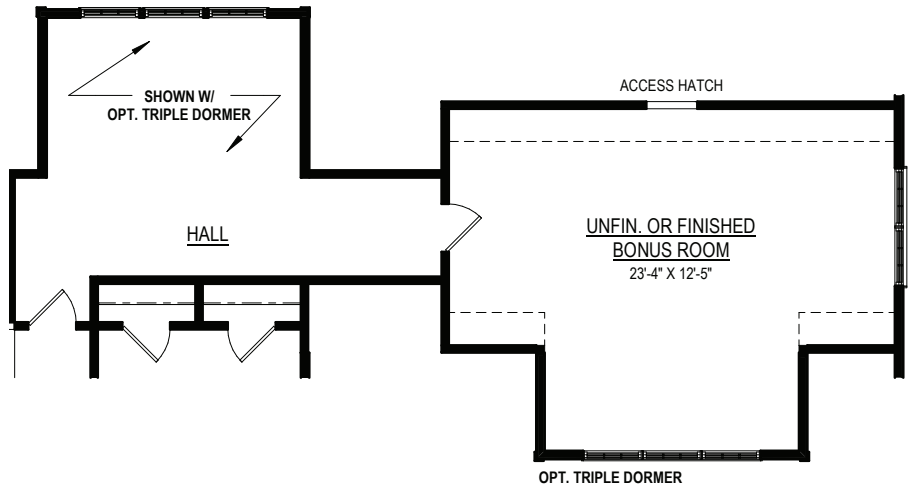 SHOWN W/
OPT. TRIPLE DORMER
ACCESS HATCH
HALL
UNFIN. OR FINISHED
BONUS ROOM
23'-4" X 12'-5"
OPT. TRIPLE DORMER